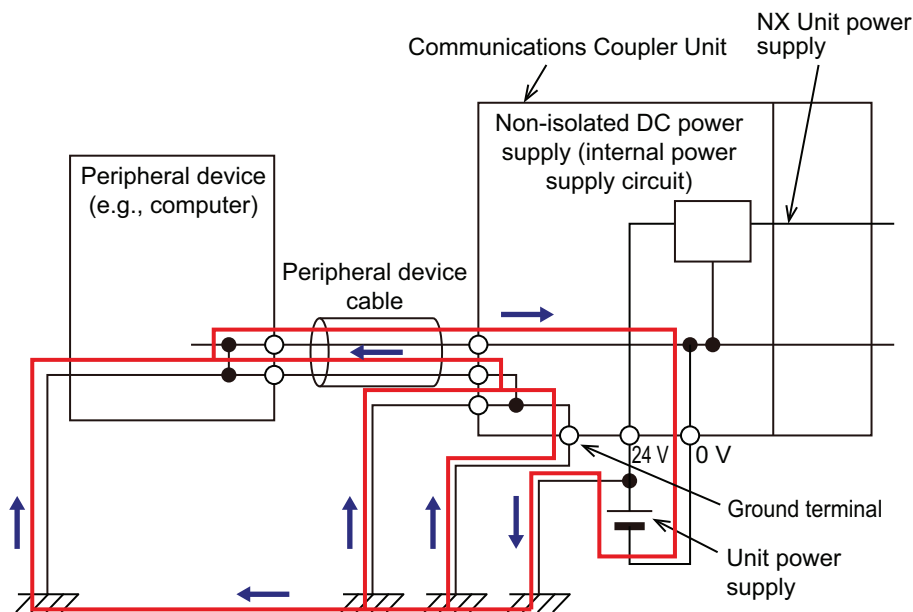 NX Unit power
supply
Communications Coupler Unit
Non-isolated DC power
supply (internal power
supply circuit)
Peripheral device
(e.g., computer)
Peripheral device
cable
24 V
0 V
Ground terminal
Unit power
supply